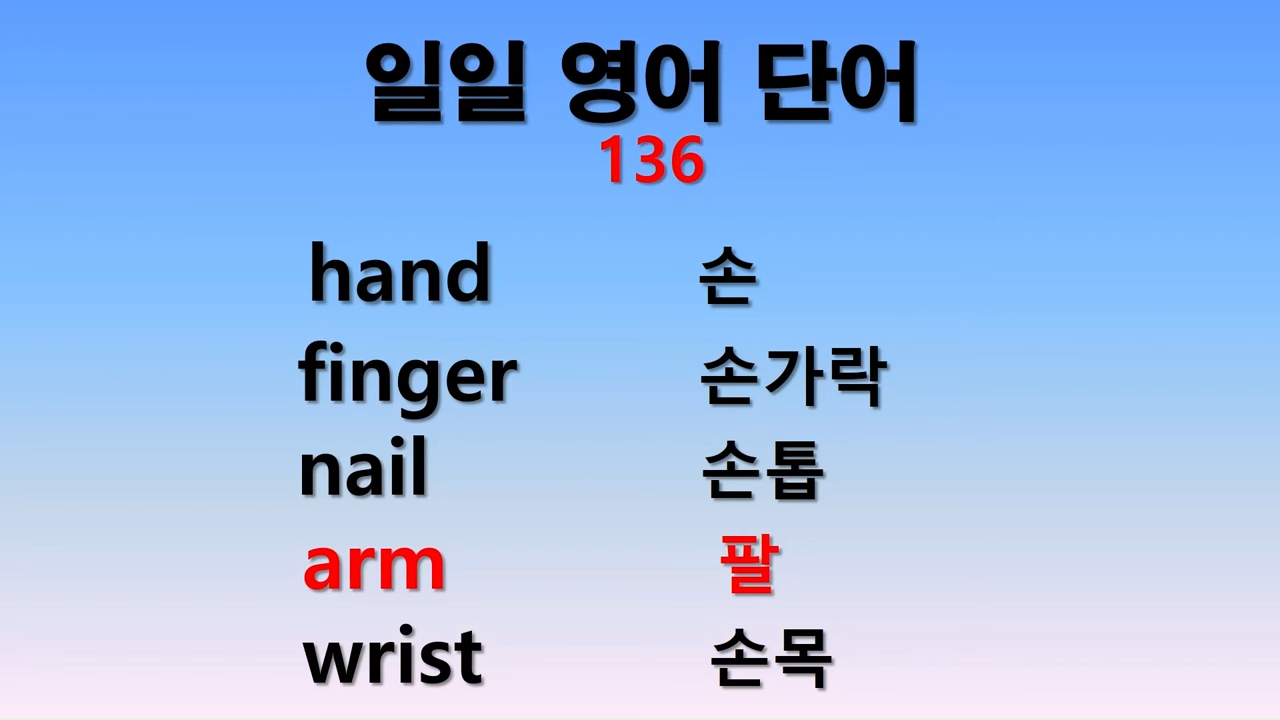 일일 영어 단어
136
hand 손
finger 손가락
nail 손톱
arm 팔
wrist 손목